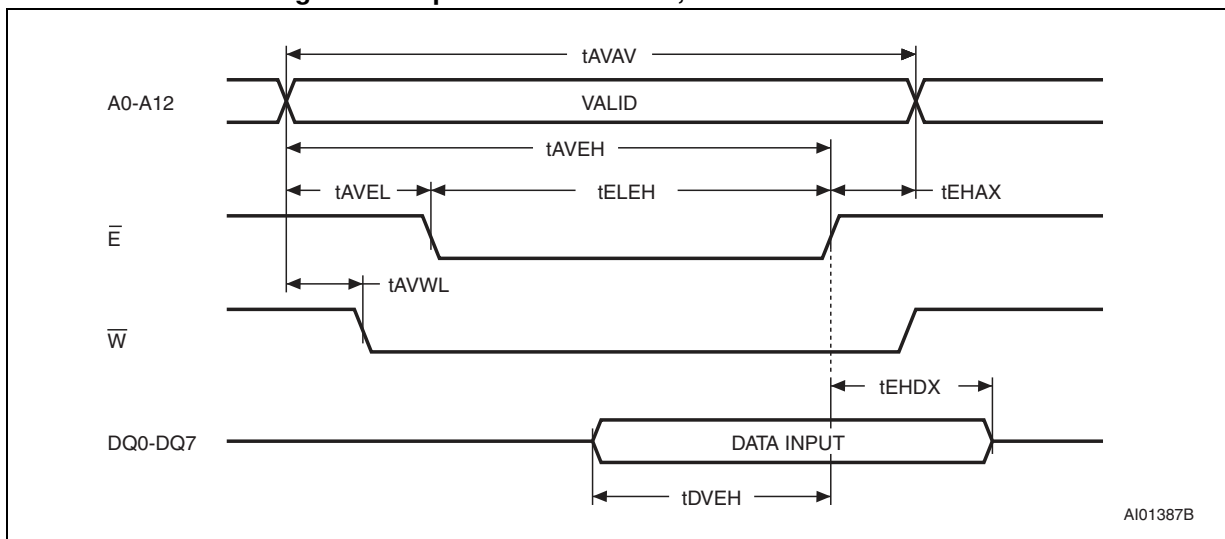 tAVAV
A0-A12
VALID
tAVEH
tAVEL
tELEH
tEHAX
E
tAVWL
W
tEHDX
DQ0-DQ7
DATA INPUT
tDVEH
AI01387B